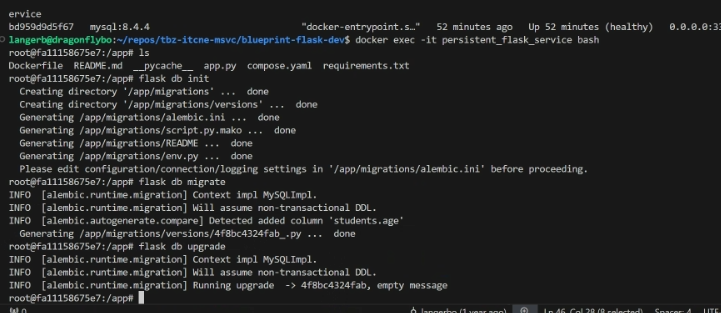 ervice
bd959d9d5f67 mysql:8.4.4 "docker-entrypoint.s…" 52 minutes ago Up 52 minutes (healthy) 0.0.0.0:33
langerb@dragonflybo:~/repos/tbz-itcne-msvc/blueprint-flask-dev$ docker exec -it persistent_flask_service bash
root@fa11158675e7:/app# ls
Dockerfile README.md __pycache__ app.py compose.yaml requirements.txt
root@fa11158675e7:/app# flask db init
Creating directory '/app/migrations' ... done
Creating directory '/app/migrations/versions' ... done
Generating /app/migrations/alembic.ini ... done
Generating /app/migrations/script.py.mako ... done
Generating /app/migrations/README ... done
Generating /app/migrations/env.py ... done
Please edit configuration/connection/logging settings in '/app/migrations/alembic.ini' before proceeding.
root@fa11158675e7:/app# flask db migrate
INFO [alembic.runtime.migration] Context impl MySQLImpl.
INFO [alembic.runtime.migration] Will assume non-transactional DDL.
INFO [alembic.autogenerate.compare] Detected added column 'students.age'
Generating /app/migrations/versions/4f8bc4324fab_.py ... done
root@fa11158675e7:/app# flask db upgrade
INFO [alembic.runtime.migration] Context impl MySQLImpl.
INFO [alembic.runtime.migration] Will assume non-transactional DDL.
INFO [alembic.runtime.migration] Running upgrade -> 4f8bc4324fab, empty message
root@fa11158675e7:/app#
0 langerbo (1 year ago) Ln 46, Col 28 (8 selected) Spaces: 4 UTF